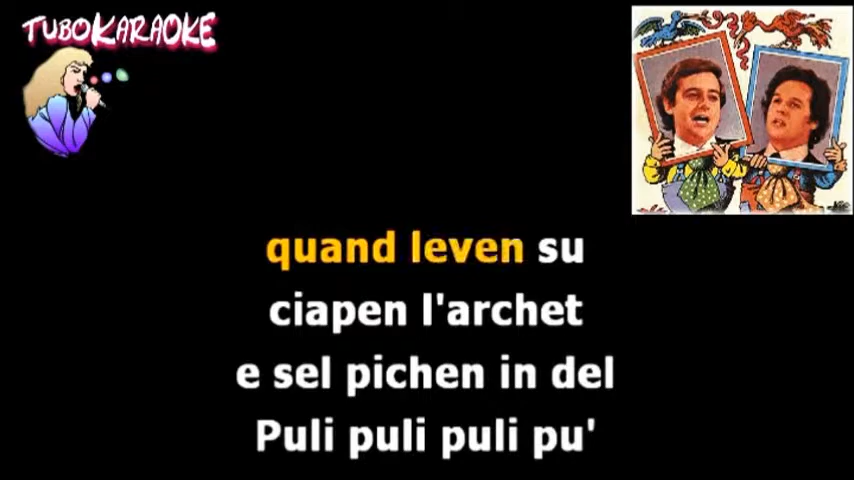 TUBOKARAOKE
quand leven su
ciapen l'archet
e sel pichen in del
Puli puli puli pu'